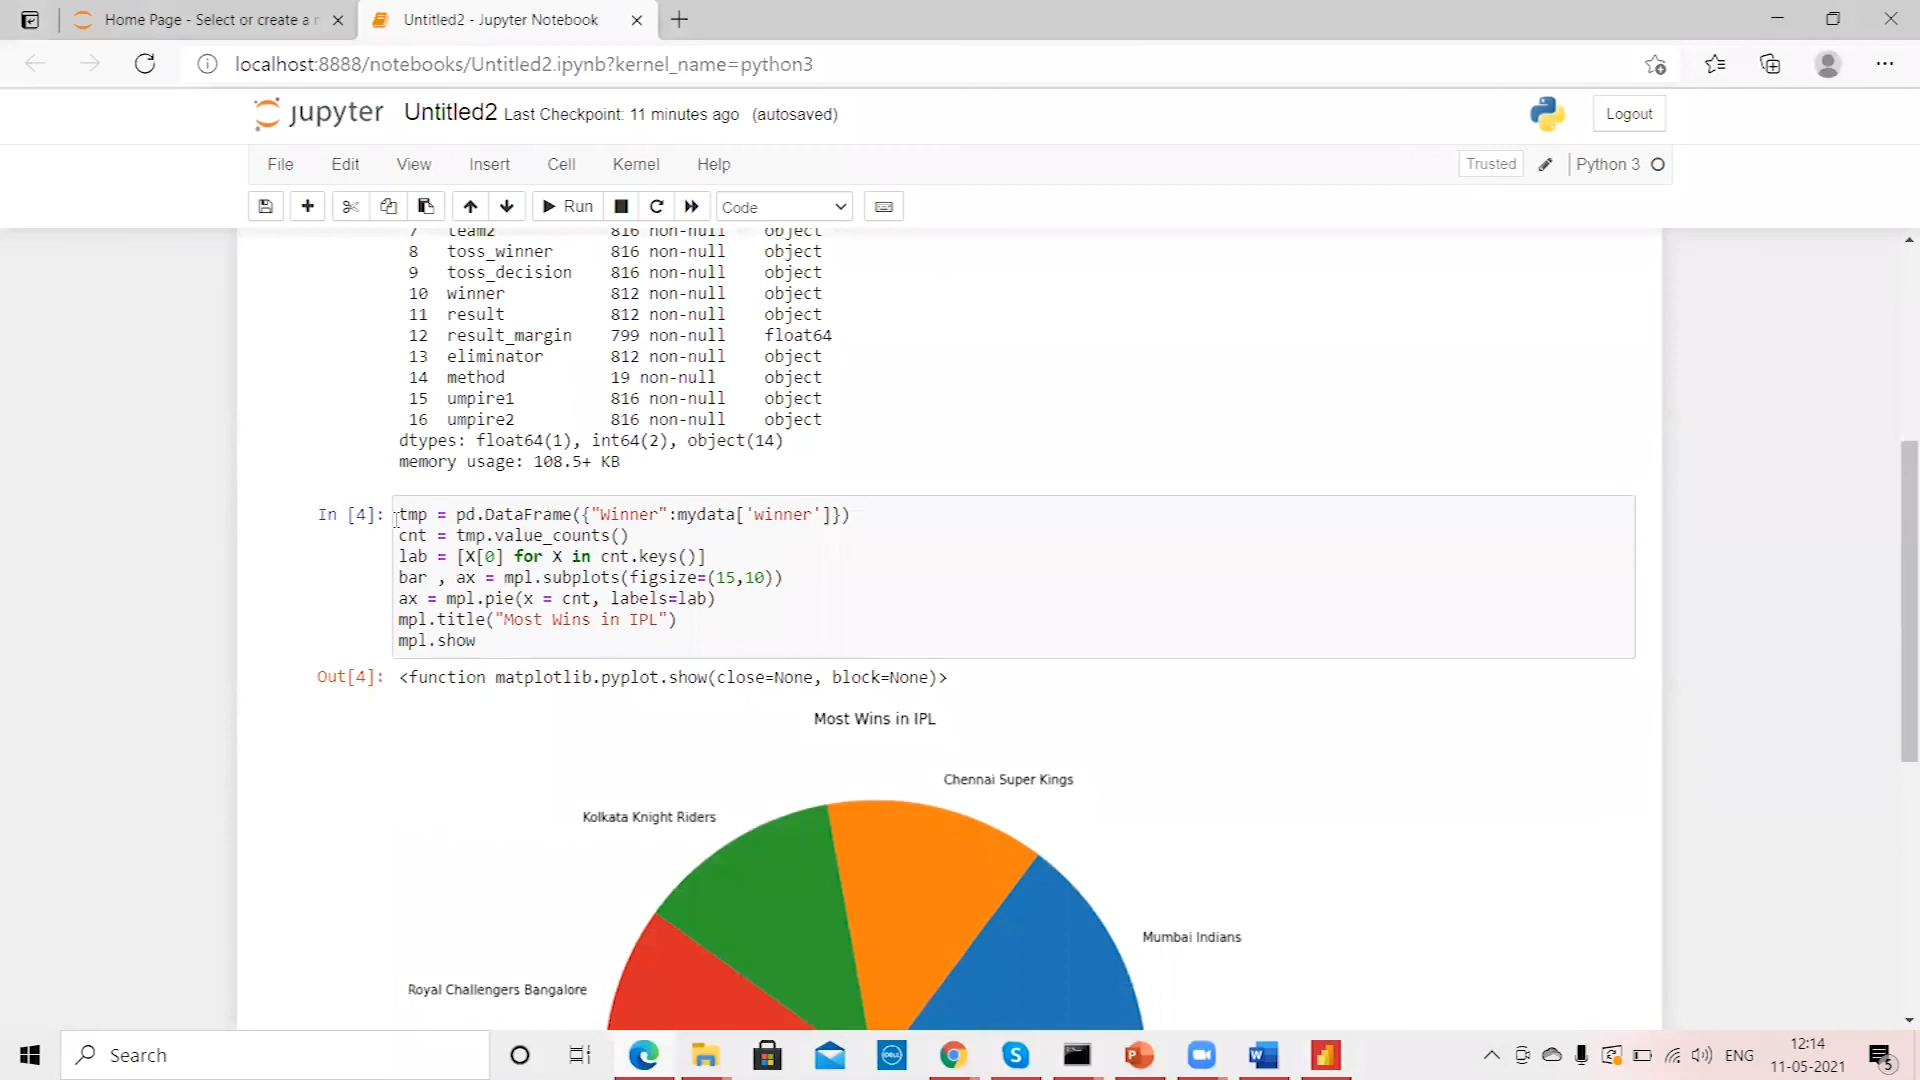 Home Page - Select or create a n
Untitled2 - Jupyter Notebook
localhost:8888/notebooks/Untitled2.ipynb?kernel_name=python3
jupyter Untitled2 Last Checkpoint: 11 minutes ago (autosaved)
Logout
File Edit View Insert Cell Kernel Help
Trusted Python 3
Run Code
7 team2 816 non-null object
8 toss_winner 816 non-null object
9 toss_decision 816 non-null object
10 winner 812 non-null object
11 result 812 non-null object
12 result_margin 799 non-null float64
13 eliminator 812 non-null object
14 method 19 non-null object
15 umpire1 816 non-null object
16 umpire2 816 non-null object
dtypes: float64(1), int64(2), object(14)
memory usage: 108.5+ KB
In [4]: tmp = pd.DataFrame({"Winner":mydata['winner']})
cnt = tmp.value_counts()
lab = [X[0] for X in cnt.keys()]
bar , ax = mpl.subplots(figsize=(15,10))
ax = mpl.pie(x = cnt, labels=lab)
mpl.title("Most Wins in IPL")
mpl.show
Out[4]: <function matplotlib.pyplot.show(close=None, block=None)>
Most Wins in IPL
Chennai Super Kings
Kolkata Knight Riders
Mumbai Indians
Royal Challengers Bangalore
Search
DELL
ENG
12:14
11-05-2021
5